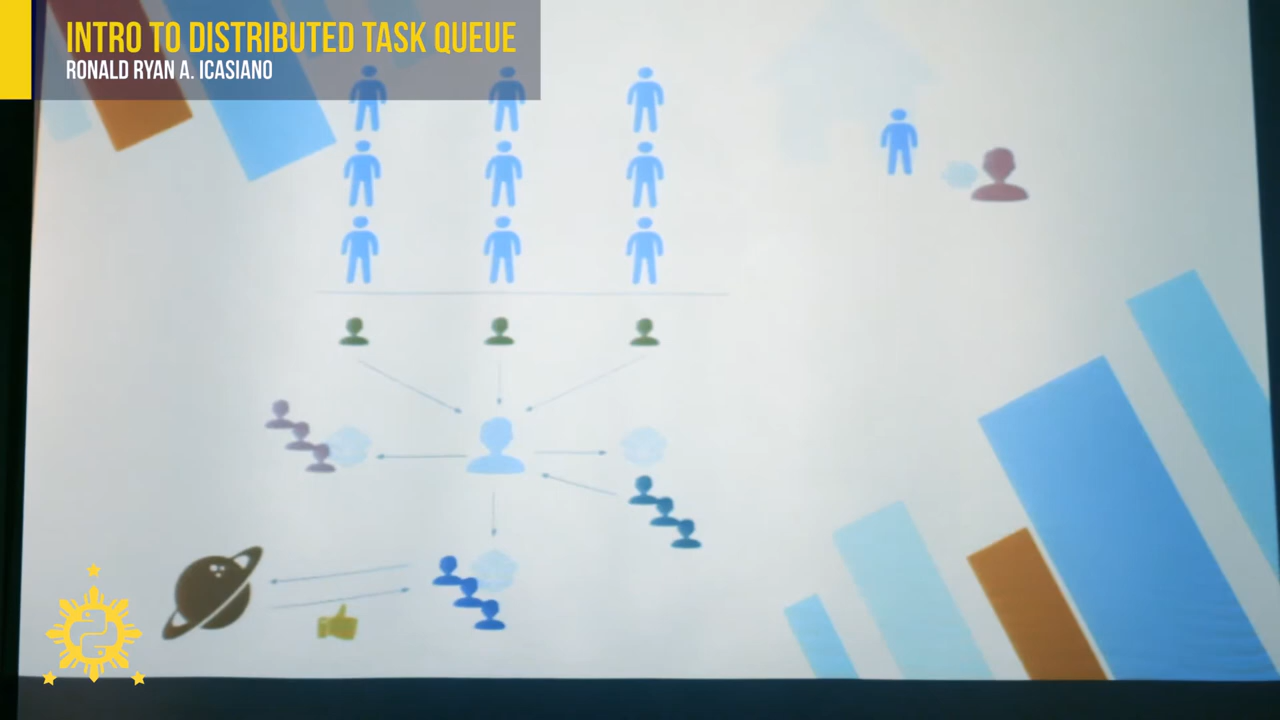 INTRO TO DISTRIBUTED TASK QUEUE
RONALD RYAN A. ICASIANO